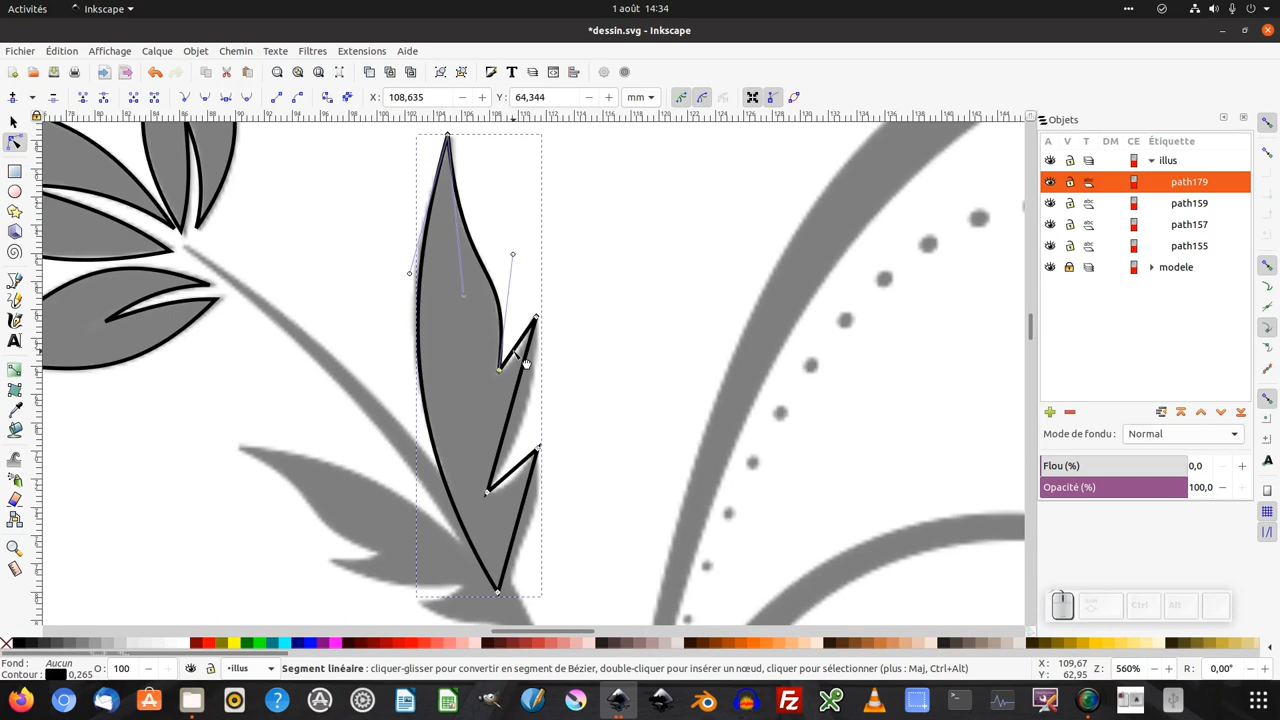 Activités
Inkscape
1 août 14:34
*dessin.svg - Inkscape
Fichier Édition Affichage Calque Objet Chemin Texte Filtres Extensions Aide
X: 108,635 Y: 64,344 mm
Objets
A V T DM CE Étiquette
illus
path179
path159
path157
path155
modele
Mode de fondu : Normal
Flou (%) 0,0
Opacité (%) 100,0
Ctrl Alt
Fond : Aucun
Contour : 0,265
O: 100
•illus
Segment linéaire : cliquer-glisser pour convertir en segment de Bézier, double-cliquer pour insérer un nœud, cliquer pour sélectionner (plus : Maj, Ctrl+Alt)
X: 109,67
Y: 62,95
Z: 560%
R: 0,00°